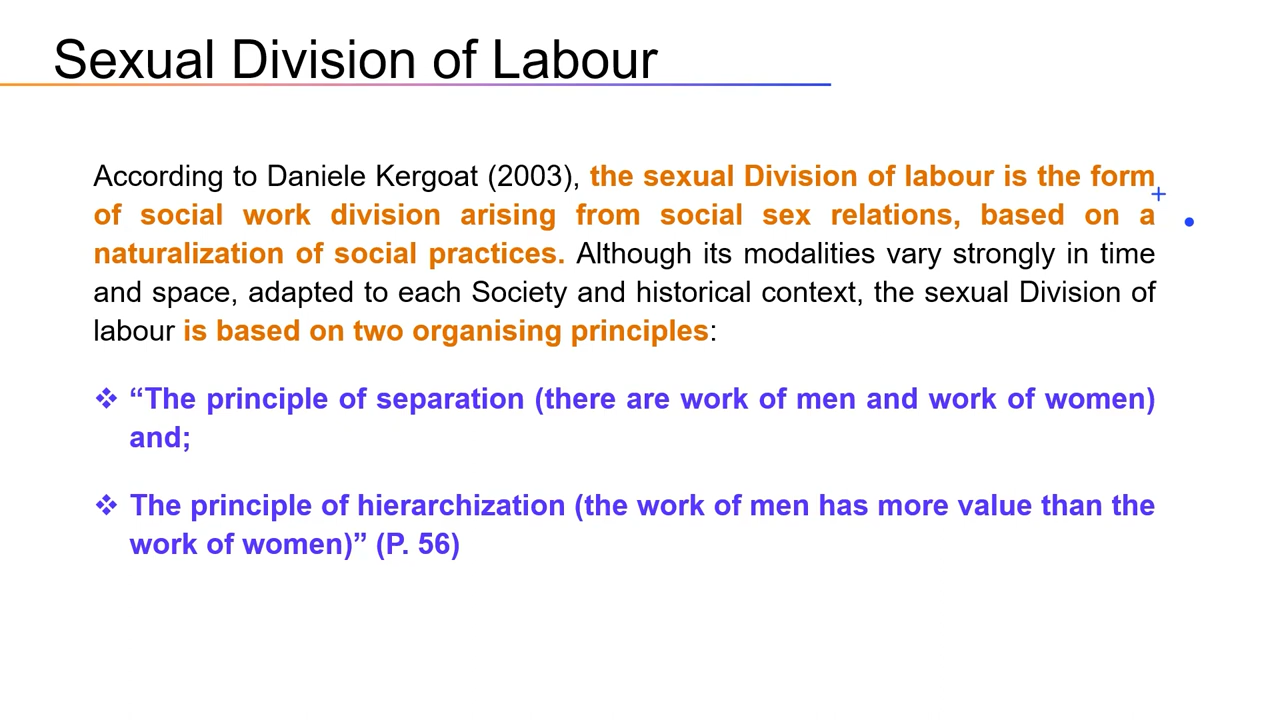 Sexual Division of Labour
According to Daniele Kergoat (2003), the sexual Division of labour is the form
of social work division arising from social sex relations, based on a
naturalization of social practices. Although its modalities vary strongly in time
and space, adapted to each Society and historical context, the sexual Division of
labour is based on two organising principles:
❖ “The principle of separation (there are work of men and work of women)
and;
❖ The principle of hierarchization (the work of men has more value than the
work of women)” (P. 56)